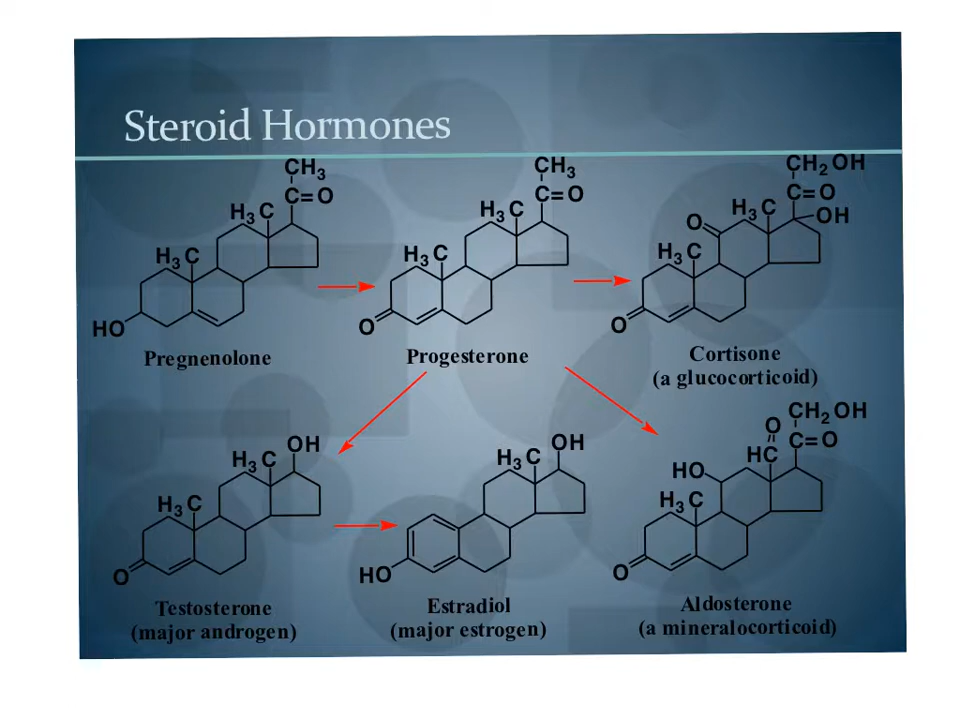 Steroid Hormones
CH3
C=O
H3C
H3C
HO
Pregnenolone
CH3
C=O
H3C
H3C
O
Progesterone
CH2OH
C=O
OH
H3C
O
H3C
O
Cortisone
(a glucocorticoid)
OH
H3C
H3C
O
Testosterone
(major androgen)
OH
H3C
HO
Estradiol
(major estrogen)
CH2OH
C=O
O
HC
HO
H3C
O
Aldosterone
(a mineralocorticoid)